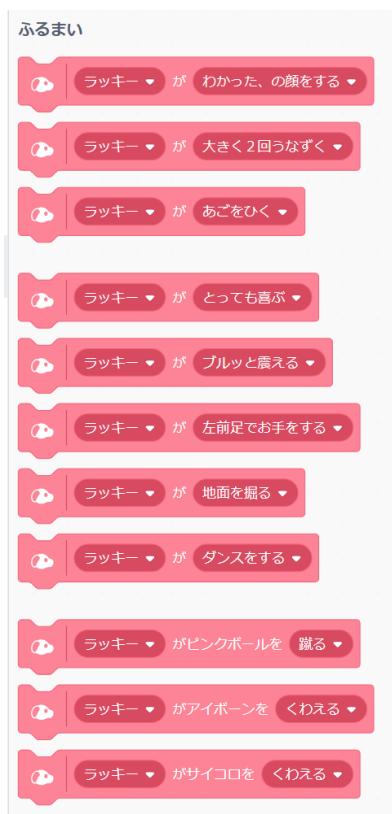 ふるまい
ラッキー が わかった、の顔をする
ラッキー が 大きく２回うなずく
ラッキー が あごをひく
ラッキー が とっても喜ぶ
ラッキー が ブルッと震える
ラッキー が 左前足でお手をする
ラッキー が 地面を掘る
ラッキー が ダンスをする
ラッキー がピンクボールを 蹴る
ラッキー がアイボーンを くわえる
ラッキー がサイコロを くわえる